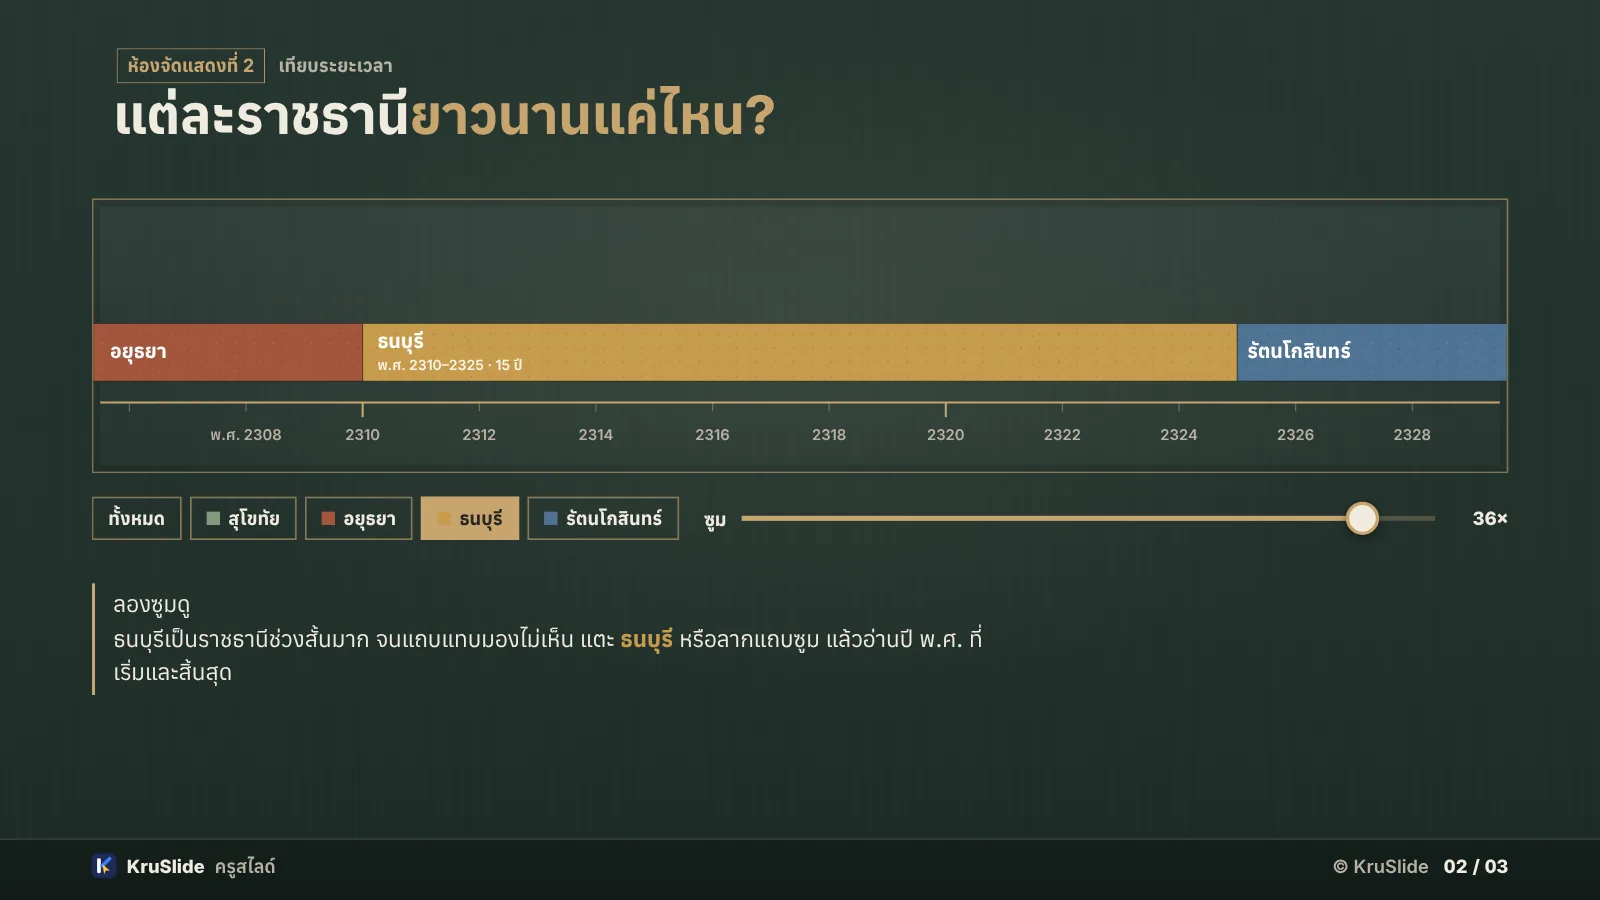 ห้องจัดแสดงที่ 2 เทียบระยะเวลา
แต่ละราชธานียาวนานแค่ไหน?
อยุธยา
ธนบุรี
พ.ศ. 2310–2325 · 15 ปี
รัตนโกสินทร์
พ.ศ. 2308 2310 2312 2314 2316 2318 2320 2322 2324 2326 2328
ทั้งหมด สุโขทัย อยุธยา ธนบุรี รัตนโกสินทร์ ซูม 36×
ลองซูมดู
ธนบุรีเป็นราชธานีช่วงสั้นมาก จนแถบแทบมองไม่เห็น แตะ ธนบุรี หรือลากแถบซูม แล้วอ่านปี พ.ศ. ที่
เริ่มและสิ้นสุด
KruSlide ครูสไลด์ © KruSlide 02 / 03